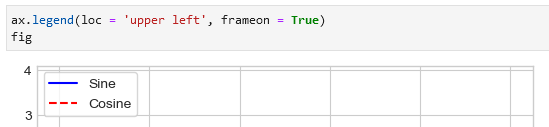 ax.legend(loc = 'upper left', frameon = True)
fig
4
Sine
Cosine
3